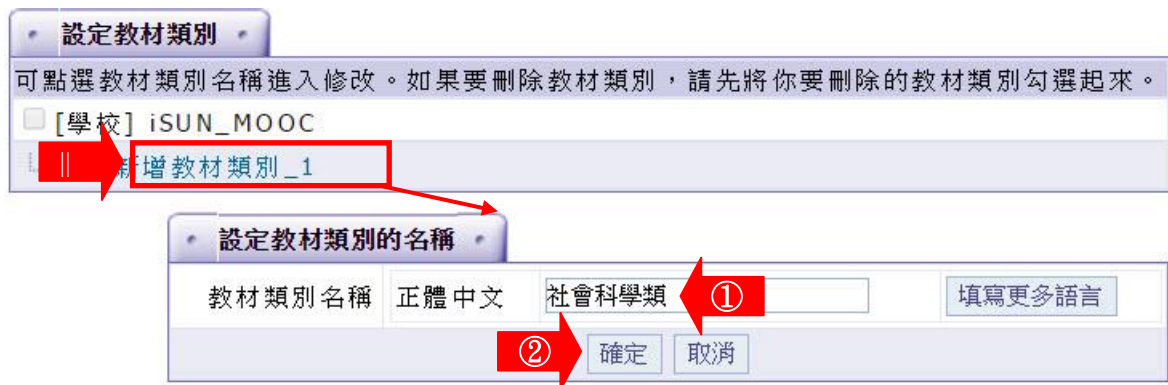 設定教材類別
可點選教材類別名稱進入修改。如果要刪除教材類別，請先將你要刪除的教材類別勾選起來。
[學校] iSUN_MOOC
|| 新增教材類別_1
設定教材類別的名稱
教材類別名稱 正體中文 社會科學類 ① 填寫更多語言
② 確定 取消